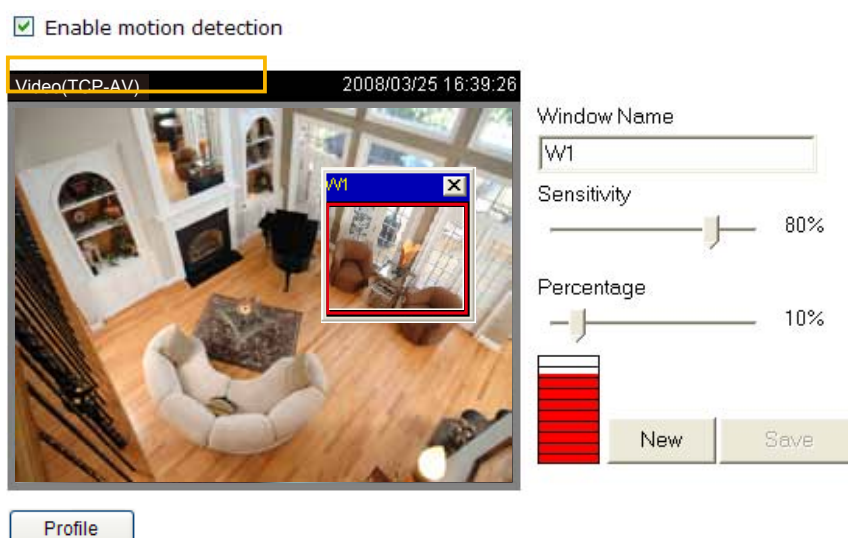 Enable motion detection
Video(TCP-AV) 2008/03/25 16:39:26
Window Name
W1
W1
Sensitivity
80%
Percentage
10%
New Save
Profile